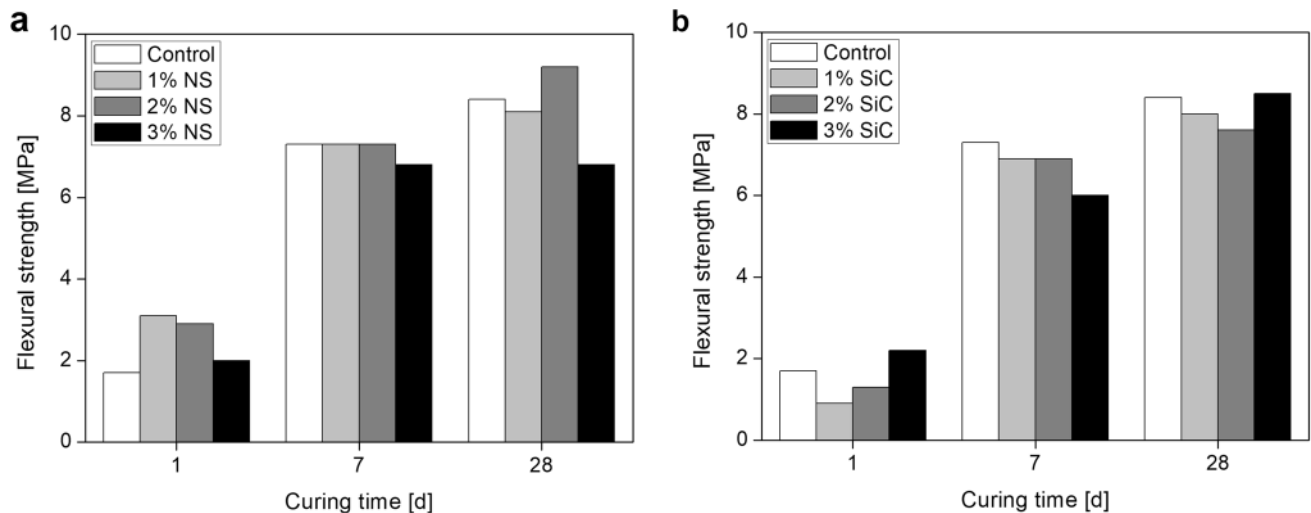 a
Control
1% NS
2% NS
3% NS
Flexural strength [MPa]
10
8
6
4
2
0
1 7 28
Curing time [d]
b
Control
1% SiC
2% SiC
3% SiC
Flexural strength [MPa]
10
8
6
4
2
0
1 7 28
Curing time [d]